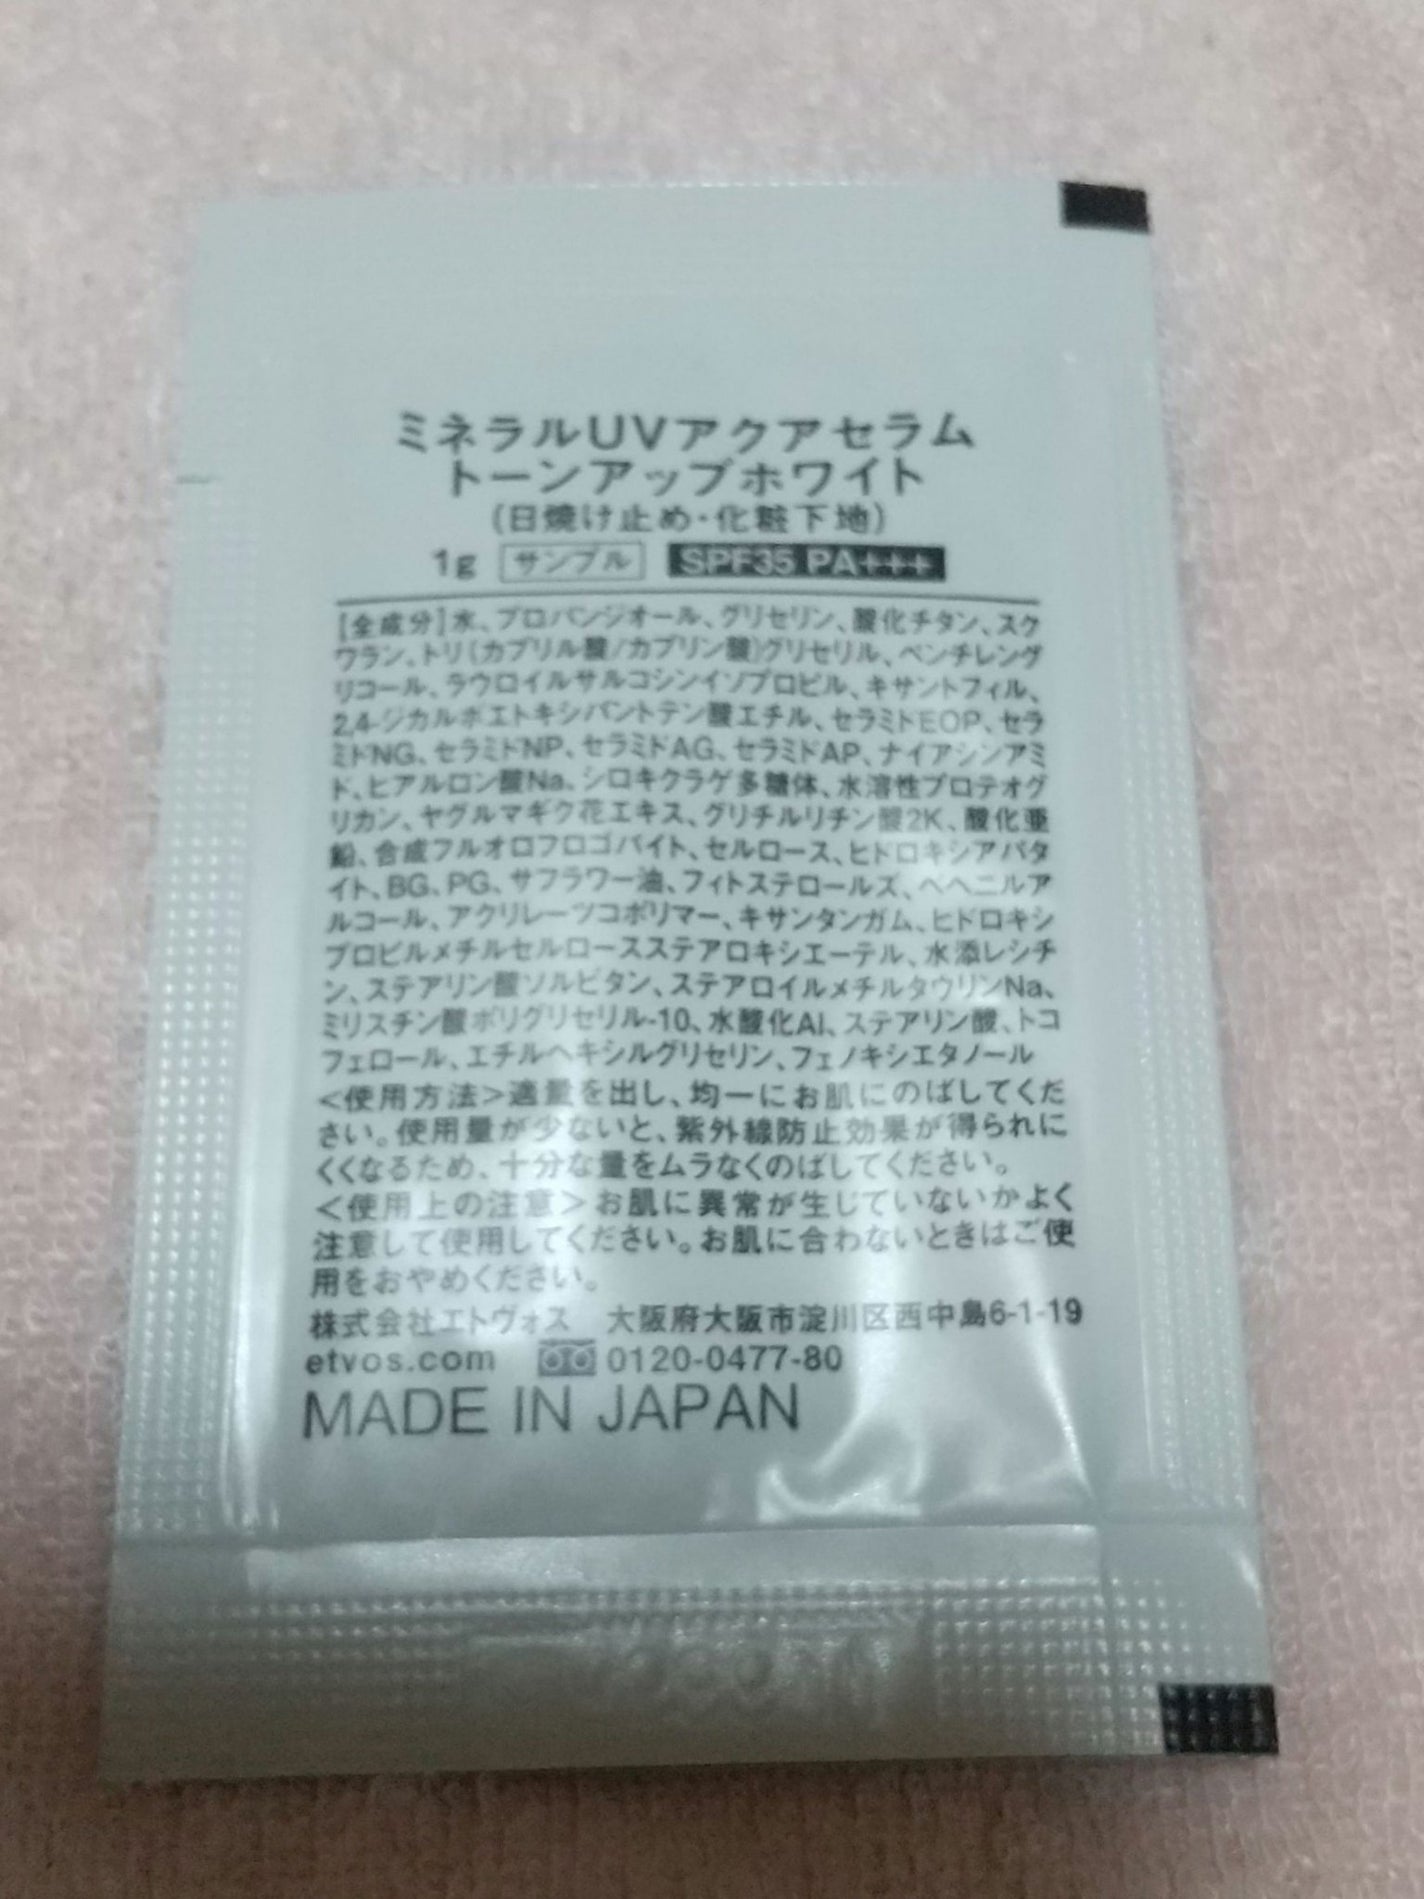 ミネラルUVアクアセラム
トーンアップホワイト
(日焼け止め・化粧下地)
1g サンプル SPF35 PA+++
[全成分]水、プロパンジオール、グリセリン、酸化チタン、スク
ワラン、トリ(カプリル酸/カプリン酸)グリセリル、ペンチレング
リコール、ラウロイルサルコシンイソプロピル、キサントフィル、
2,4-ジカルボエトキシパントテン酸エチル、セラミドEOP、セラ
ミドNG、セラミドNP、セラミドAG、セラミドAP、ナイアシンアミ
ド、ヒアルロン酸Na、シロキクラゲ多糖体、水溶性プロテオグ
リカン、ヤグルマギク花エキス、グリチルリチン酸2K、酸化亜
鉛、合成フルオロフロゴパイト、セルロース、ヒドロキシアパタ
イト、BG、PG、サフラワー油、フィトステロールズ、ベヘニルア
ルコール、アクリレーツコポリマー、キサンタンガム、ヒドロキシ
プロピルメチルセルロースステアロキシエーテル、水添レシチ
ン、ステアリン酸ソルビタン、ステアロイルメチルタウリンNa、
ミリスチン酸ポリグリセリル-10、水酸化Al、ステアリン酸、トコ
フェロール、エチルヘキシルグリセリン、フェノキシエタノール
<使用方法>適量を出し、均一にお肌にのばしてくだ
さい。使用量が少ないと、紫外線防止効果が得られに
くくなるため、十分な量をムラなくのばしてください。
<使用上の注意>お肌に異常が生じていないかよく
注意して使用してください。お肌に合わないときはご使
用をおやめください。
株式会社エトヴォス 大阪府大阪市淀川区西中島6-1-19
etvos.com 0120-0477-80
MADE IN JAPAN